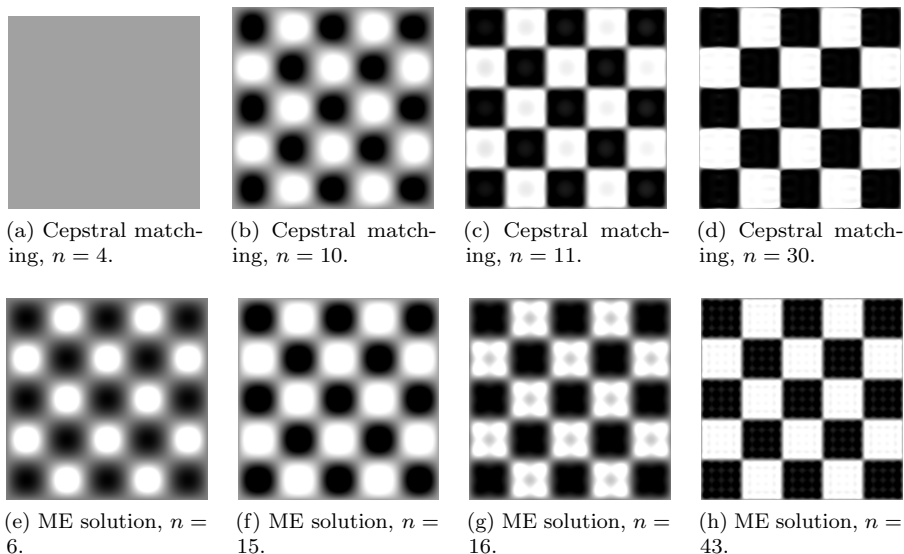 (a) Cepstral match-
ing, n = 4.
(b) Cepstral match-
ing, n = 10.
(c) Cepstral match-
ing, n = 11.
(d) Cepstral match-
ing, n = 30.
(e) ME solution, n =
6.
(f) ME solution, n =
15.
(g) ME solution, n =
16.
(h) ME solution, n =
43.